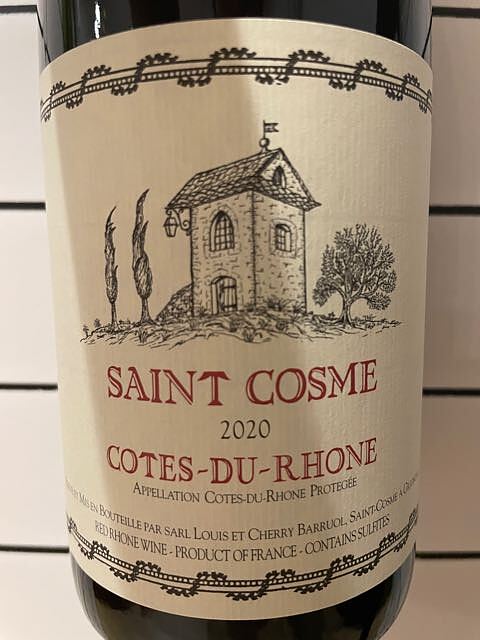 SAINT COSME
2020
COTES-DU-RHONE
APPELLATION COTES-DU-RHONE PROTEGÉE
MIS EN BOUTEILLE PAR SARL LOUIS ET CHERRY BARRUOL, SAINT-COSME A
RED RHONE WINE - PRODUCT OF FRANCE - CONTAINS SULFITES